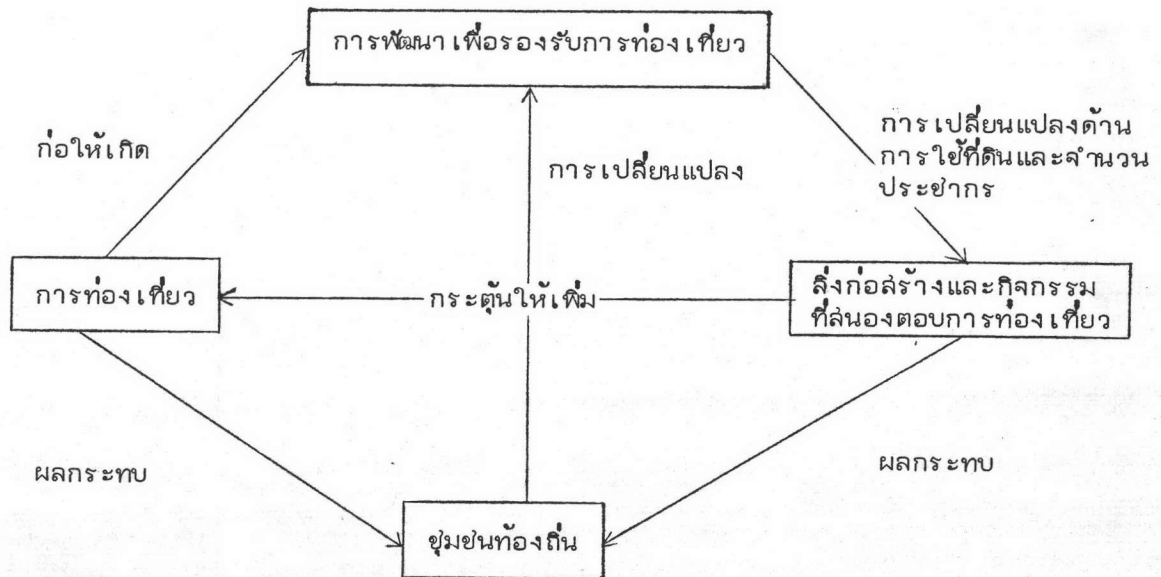 การพัฒนาเพื่อรองรับการท่องเที่ยว
ก่อให้เกิด
การเปลี่ยนแปลง
การเปลี่ยนแปลงด้าน
การใช้ที่ดินและจำนวน
ประชากร
การท่องเที่ยว
กระตุ้นให้เพิ่ม
สิ่งก่อสร้างและกิจกรรม
ที่สนองตอบการท่องเที่ยว
ผลกระทบ
ผลกระทบ
ชุมชนท้องถิ่น